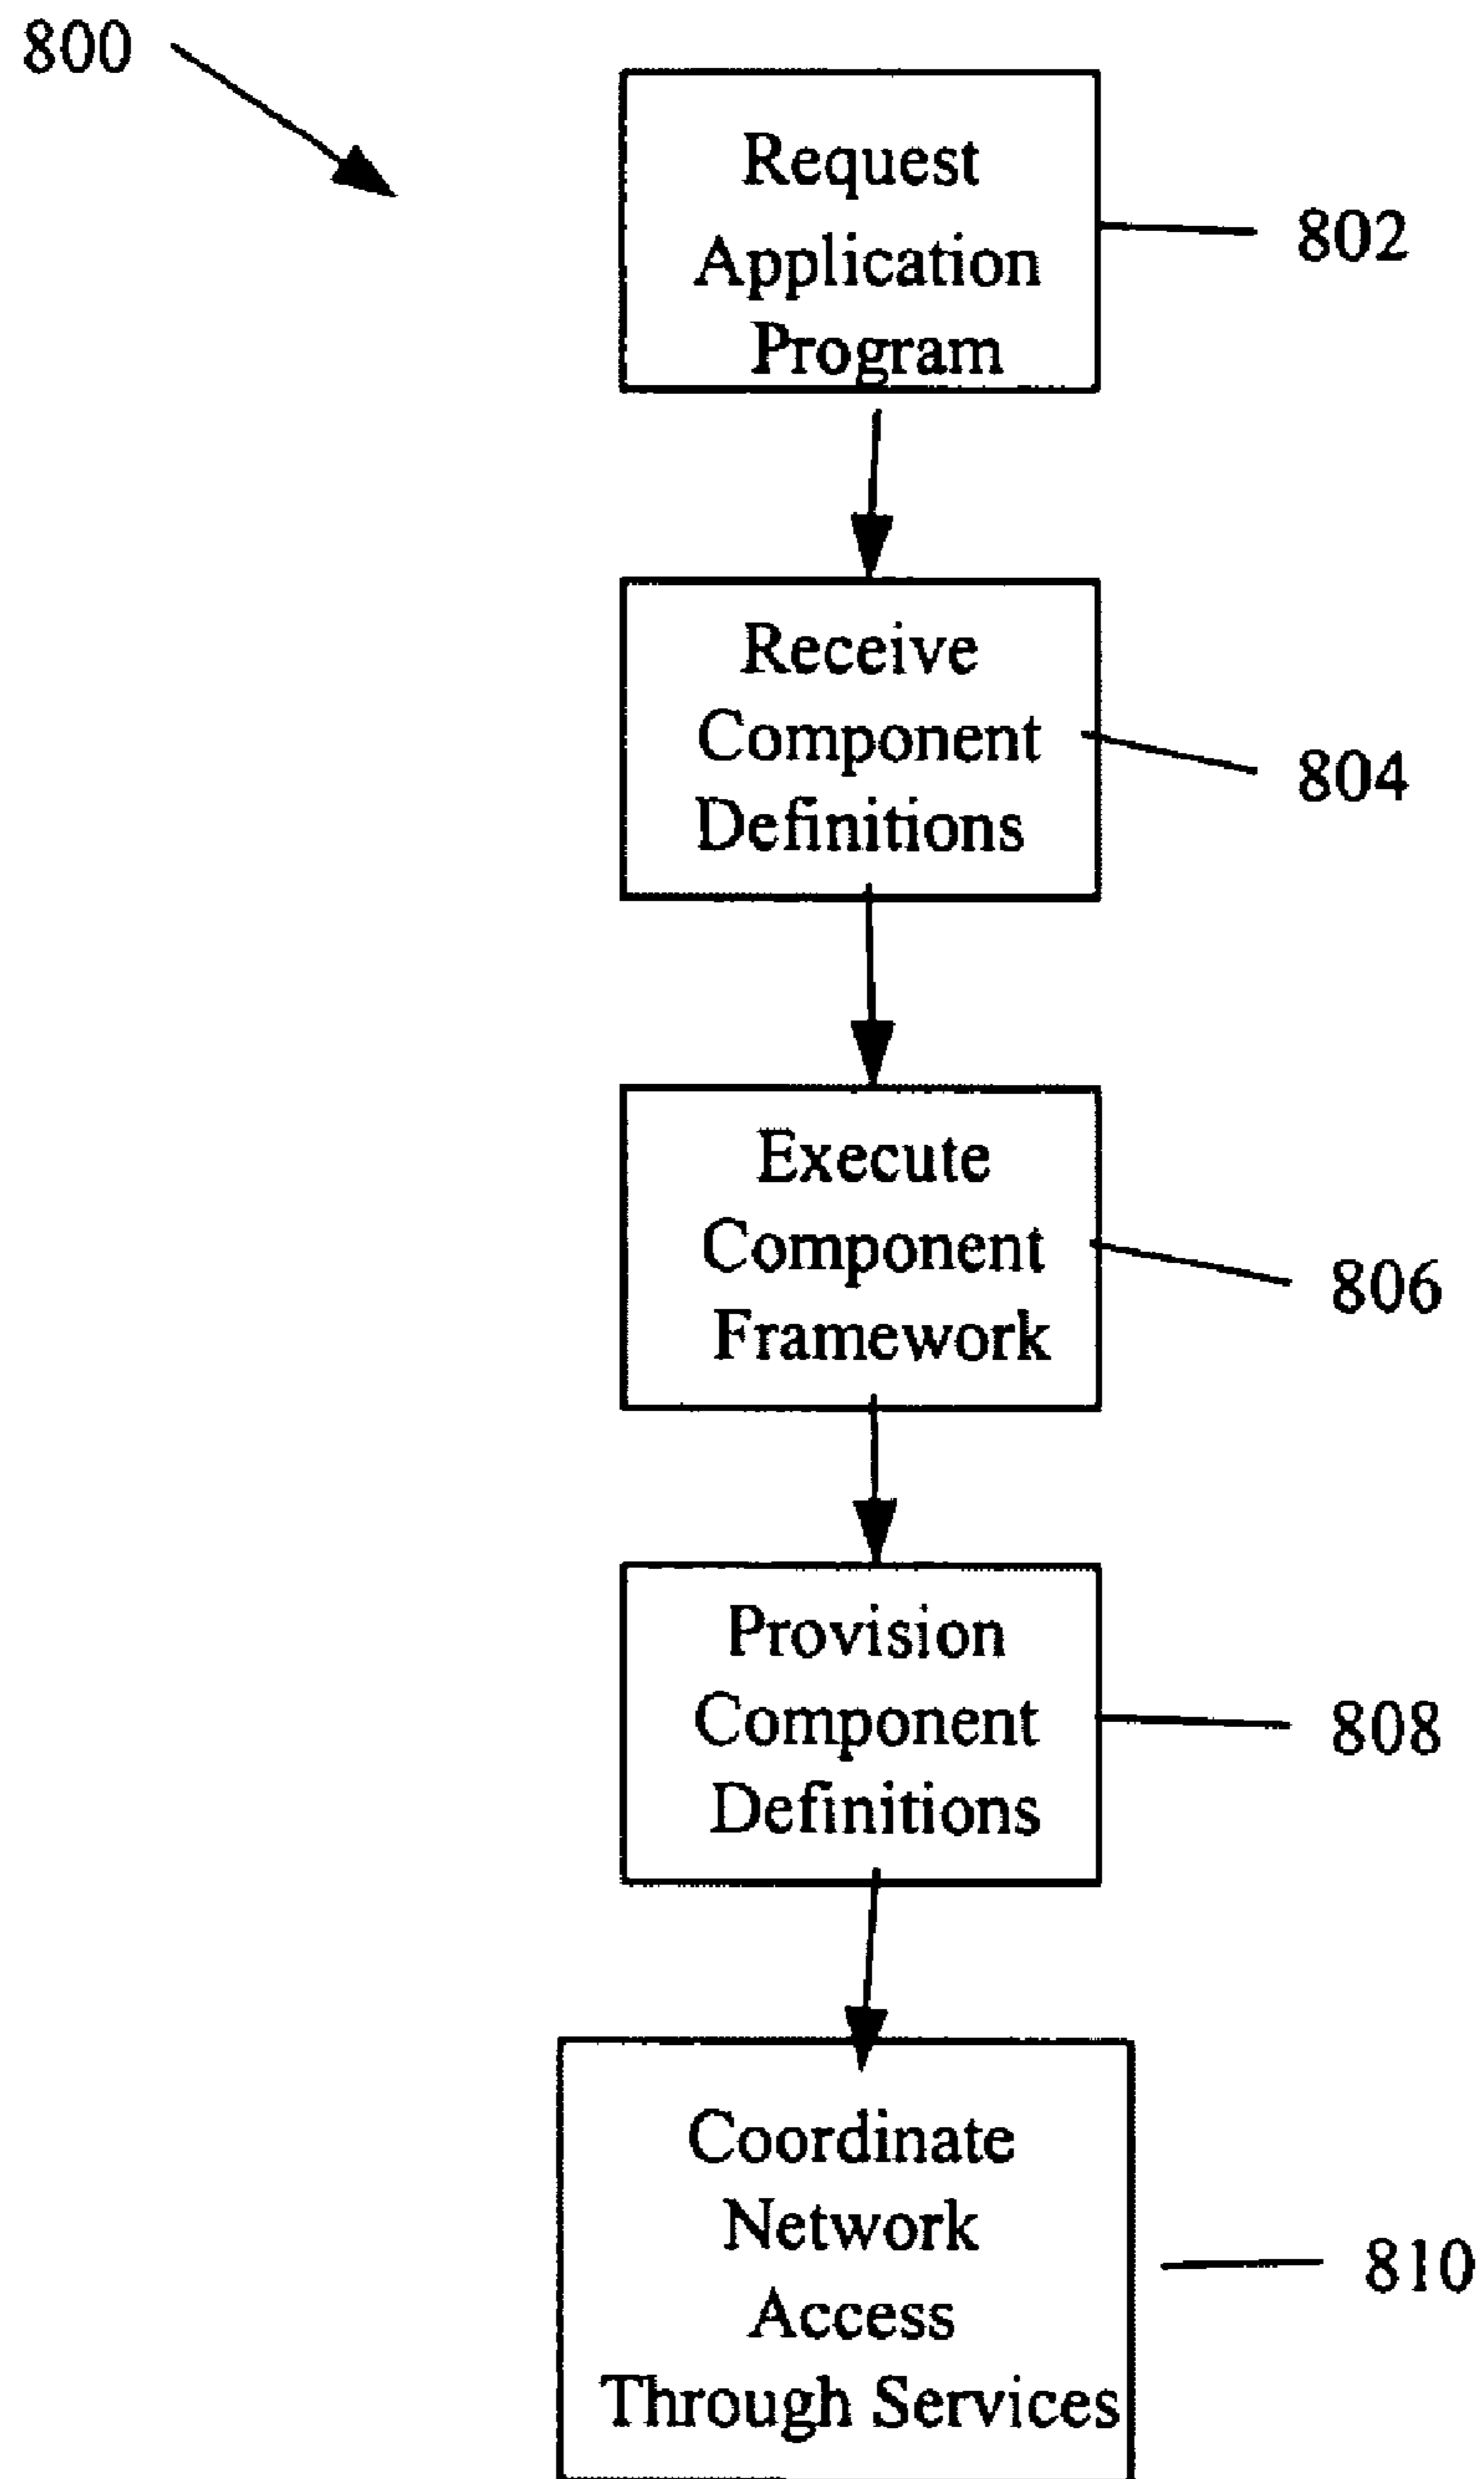 800
Request
Application
Program
802
Receive
Component
Definitions
804
Execute
Component
Framework
806
Provision
Component
Definitions
808
Coordinate
Network
Access
Through Services
810